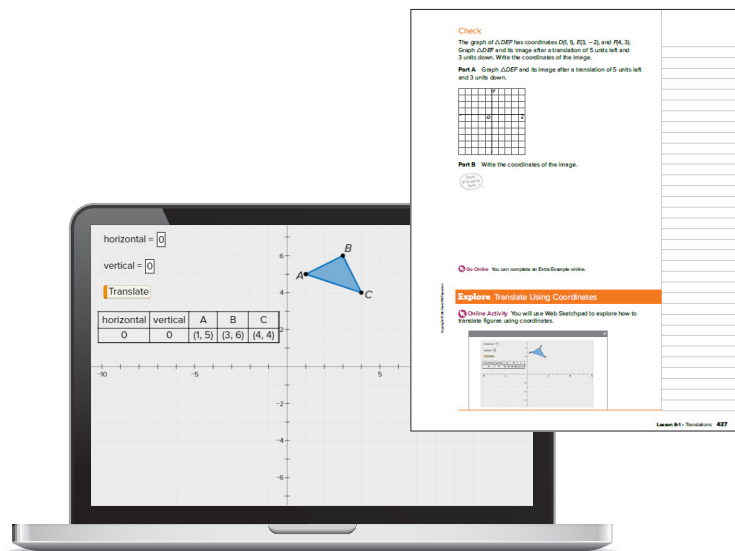 Check
The graph of △DEF has coordinates D(1, 1), E(3, −2), and F(4, 3).
Graph △DEF and its image after a translation of 5 units left and
3 units down. Write the coordinates of the image.
Part A Graph △DEF and its image after a translation of 5 units left
and 3 units down.
y
O
x
Part B Write the coordinates of the image.
Go Online You can complete an Extra Example online.
Explore Translate Using Coordinates
Online Activity You will use Web Sketchpad to explore how to
translate figures using coordinates.
Lesson 8-1 • Translations 437
horizontal = 0
vertical = 0
Translate
horizontal vertical A B C
0 0 (1, 5) (3, 6) (4, 4)
A
B
C
6
4
2
-10
-5
5
-2
-4
-6